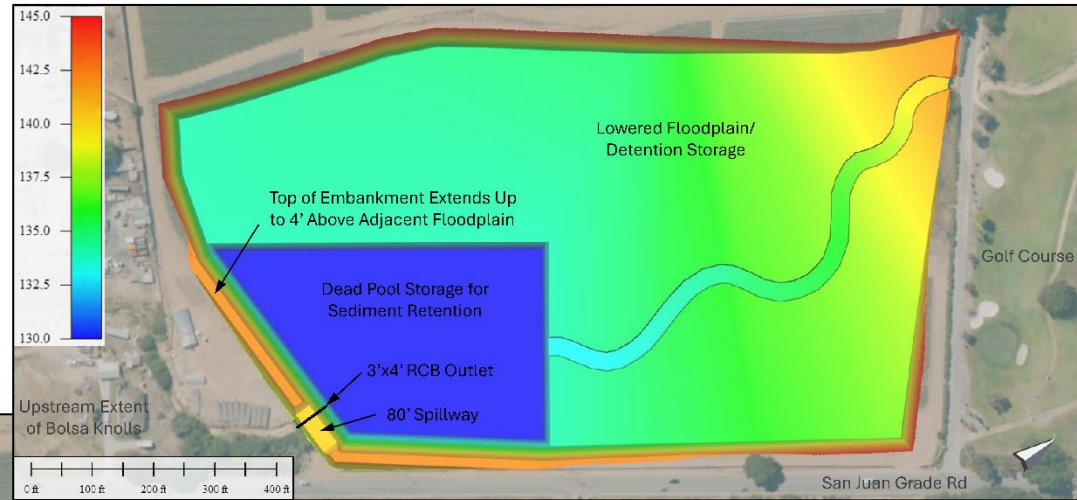 145.0
142.5
140.0
137.5
135.0
132.5
130.0
Lowered Floodplain/
Detention Storage
Top of Embankment Extends Up
to 4' Above Adjacent Floodplain
Golf Course
Dead Pool Storage for
Sediment Retention
3'x4' RCB Outlet
80' Spillway
Upstream Extent
of Bolsa Knolls
0 ft 100 ft 200 ft 300 ft 400 ft
San Juan Grade Rd